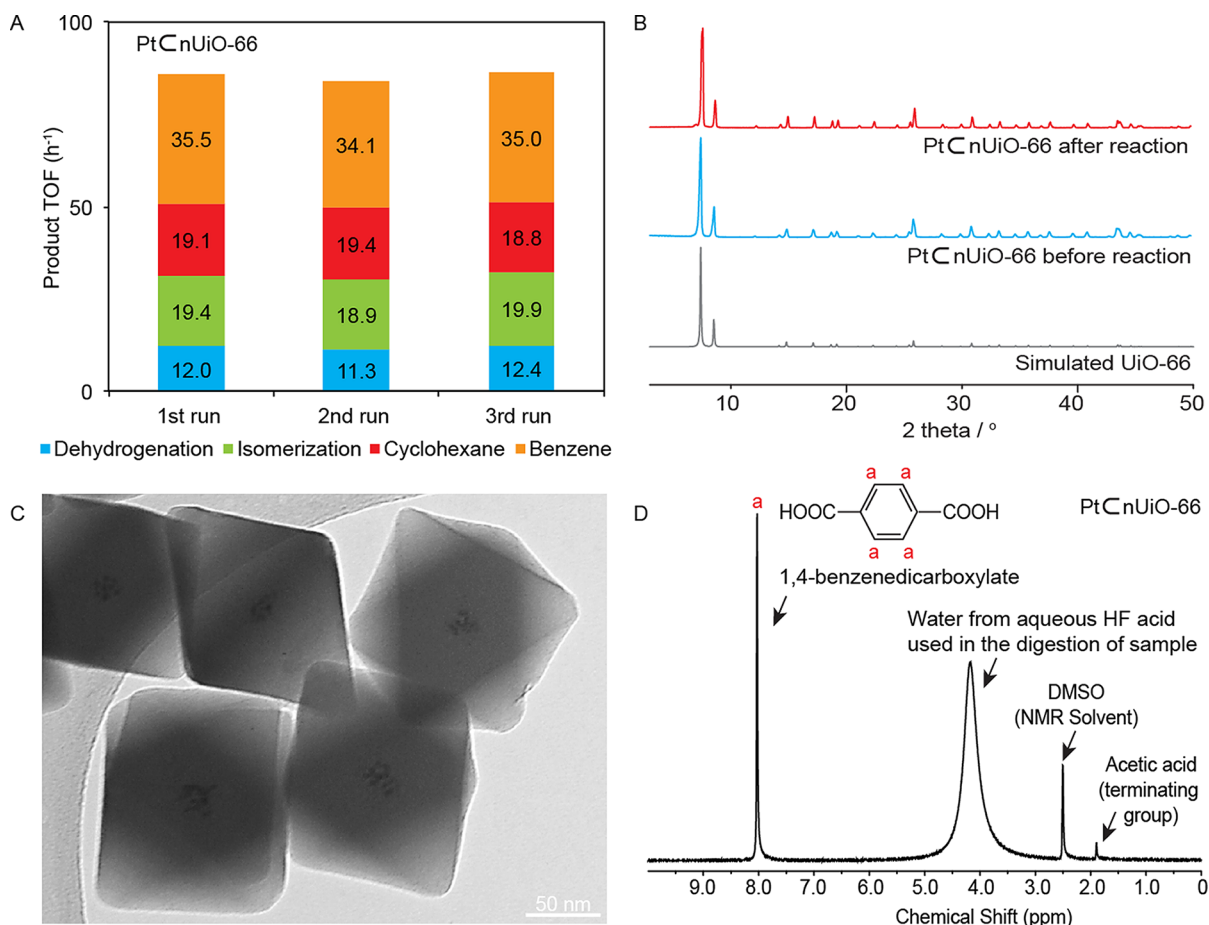 A
Pt⊂nUiO-66
100
50
0
Product TOF (h⁻¹)
35.5
34.1
35.0
19.1
19.4
18.8
19.4
18.9
19.9
12.0
11.3
12.4
1st run
2nd run
3rd run
Dehydrogenation Isomerization Cyclohexane Benzene
B
Pt⊂nUiO-66 after reaction
Pt⊂nUiO-66 before reaction
Simulated UiO-66
10 20 30 40 50
2 theta / °
C
50 nm
D
Pt⊂nUiO-66
a
a a
HOOC COOH
a a
1,4-benzenedicarboxylate
Water from aqueous HF acid
used in the digestion of sample
DMSO
(NMR Solvent)
Acetic acid
(terminating
group)
9.0 8.0 7.0 6.0 5.0 4.0 3.0 2.0 1.0 0
Chemical Shift (ppm)